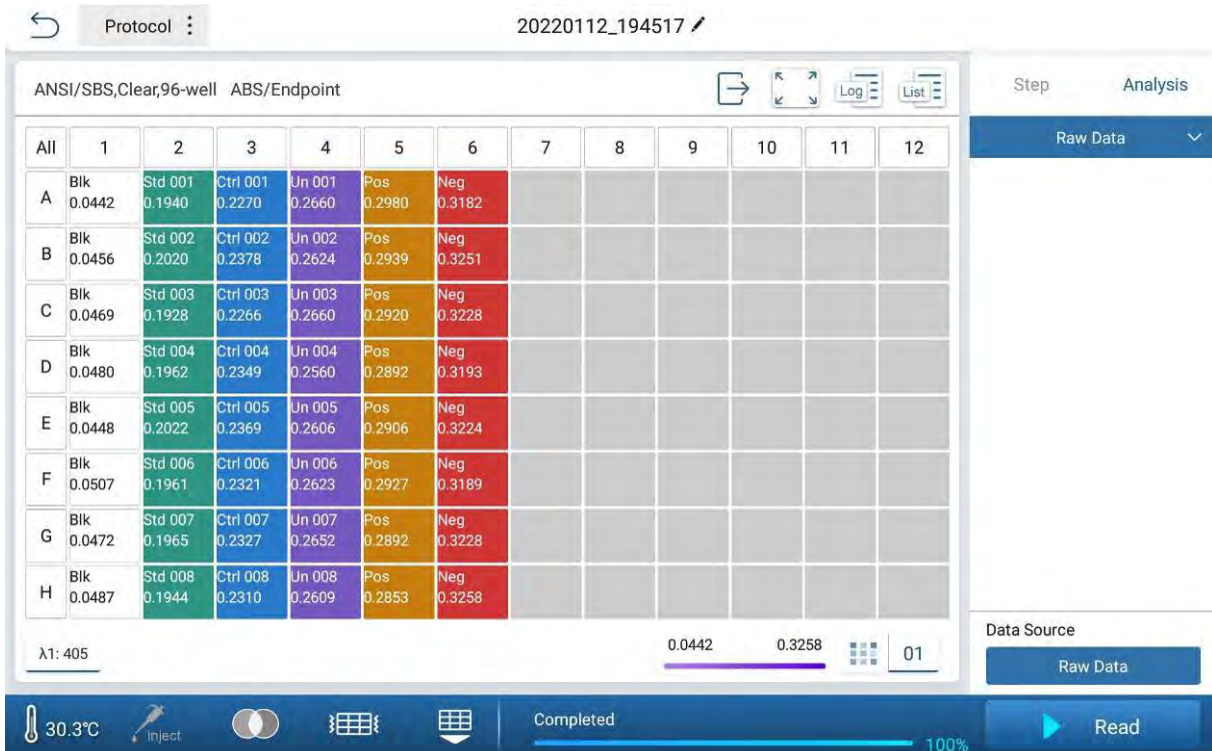 Protocol
20220112_194517
ANSI/SBS,Clear,96-well ABS/Endpoint
Log
List
Step
Analysis
Raw Data
All 1 2 3 4 5 6 7 8 9 10 11 12
Blk Std 001 Ctrl 001 Un 001 Pos Neg
A 0.0442 0.1940 0.2270 0.2660 0.2980 0.3182
Blk Std 002 Ctrl 002 Un 002 Pos Neg
B 0.0456 0.2020 0.2378 0.2624 0.2939 0.3251
Blk Std 003 Ctrl 003 Un 003 Pos Neg
C 0.0469 0.1928 0.2266 0.2660 0.2920 0.3228
Blk Std 004 Ctrl 004 Un 004 Pos Neg
D 0.0480 0.1962 0.2349 0.2560 0.2892 0.3193
Blk Std 005 Ctrl 005 Un 005 Pos Neg
E 0.0448 0.2022 0.2369 0.2606 0.2906 0.3224
Blk Std 006 Ctrl 006 Un 006 Pos Neg
F 0.0507 0.1961 0.2321 0.2623 0.2927 0.3189
Blk Std 007 Ctrl 007 Un 007 Pos Neg
G 0.0472 0.1965 0.2327 0.2652 0.2892 0.3228
Blk Std 008 Ctrl 008 Un 008 Pos Neg
H 0.0487 0.1944 0.2310 0.2609 0.2853 0.3258
λ1: 405
0.0442 0.3258
01
Data Source
Raw Data
30.3℃
Inject
Completed
100%
Read